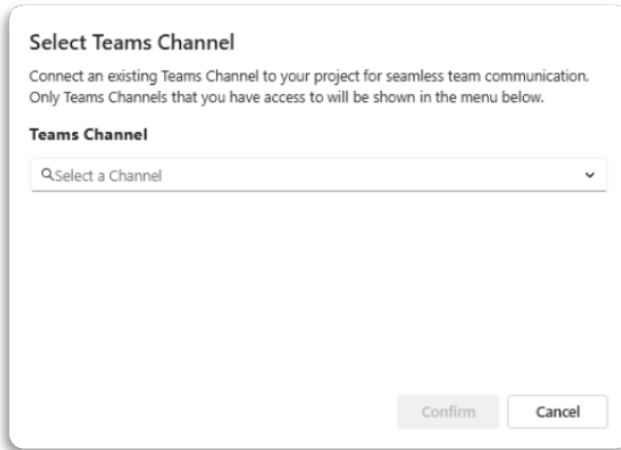 Select Teams Channel
Connect an existing Teams Channel to your project for seamless team communication.
Only Teams Channels that you have access to will be shown in the menu below.
Teams Channel
Select a Channel
Confirm Cancel